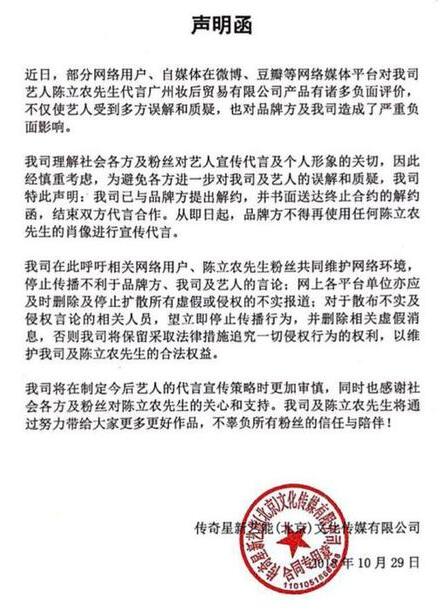 声明函
近日，部分网络用户、自媒体在微博、豆瓣等网络媒体平台对我司
艺人陈立农先生代言广州妆后贸易有限公司产品有诸多负面评价，
不仅使艺人受到多方误解和质疑，也对品牌方及我司造成了严重负
面影响。
我司理解社会各方及粉丝对艺人宣传代言及个人形象的关切，因此
经慎重考虑，为避免各方进一步对我司及艺人的误解和质疑，我司
特此声明：我司已与品牌方提出解约，并书面送达终止合约的解约
函，结束双方代言合作。从即日起，品牌方不得再使用任何陈立农
先生的肖像进行宣传代言。
我司在此呼吁相关网络用户、陈立农先生粉丝共同维护网络环境，
停止传播不利于品牌方、我司及艺人的言论；网上各平台单位亦应
及时删除及停止扩散所有虚假或侵权的不实报道；对于散布不实及
侵权言论的相关人员，望立即停止传播行为，并删除相关虚假消
息，否则我司将保留采取法律措施追究一切侵权行为的权利，以维
护我司及陈立农先生的合法权益。
我司将在制定今后艺人的代言宣传策略时更加审慎，同时也感谢社
会各方及粉丝对陈立农先生的关心和支持。我司及陈立农先生将通
过努力带给大家更多更好作品，不辜负所有粉丝的信任与陪伴！
传奇星新艺能(北京)文化传媒有限公司
2018 年 10 月 29 日
传奇星新艺能(北京)文化传媒有限公司
合同专用章